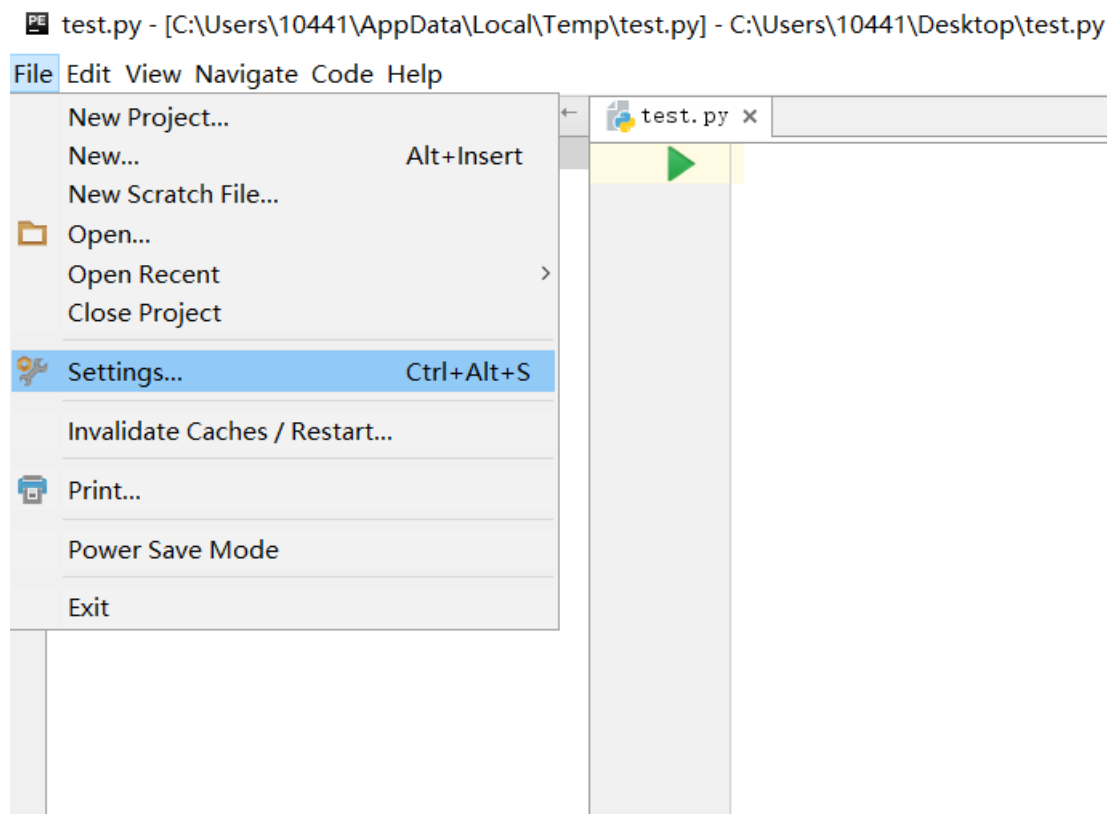 PE test.py - [C:\Users\10441\AppData\Local\Temp\test.py] - C:\Users\10441\Desktop\test.py
File Edit View Navigate Code Help
test.py
New Project...
New... Alt+Insert
New Scratch File...
Open...
Open Recent
Close Project
Settings... Ctrl+Alt+S
Invalidate Caches / Restart...
Print...
Power Save Mode
Exit